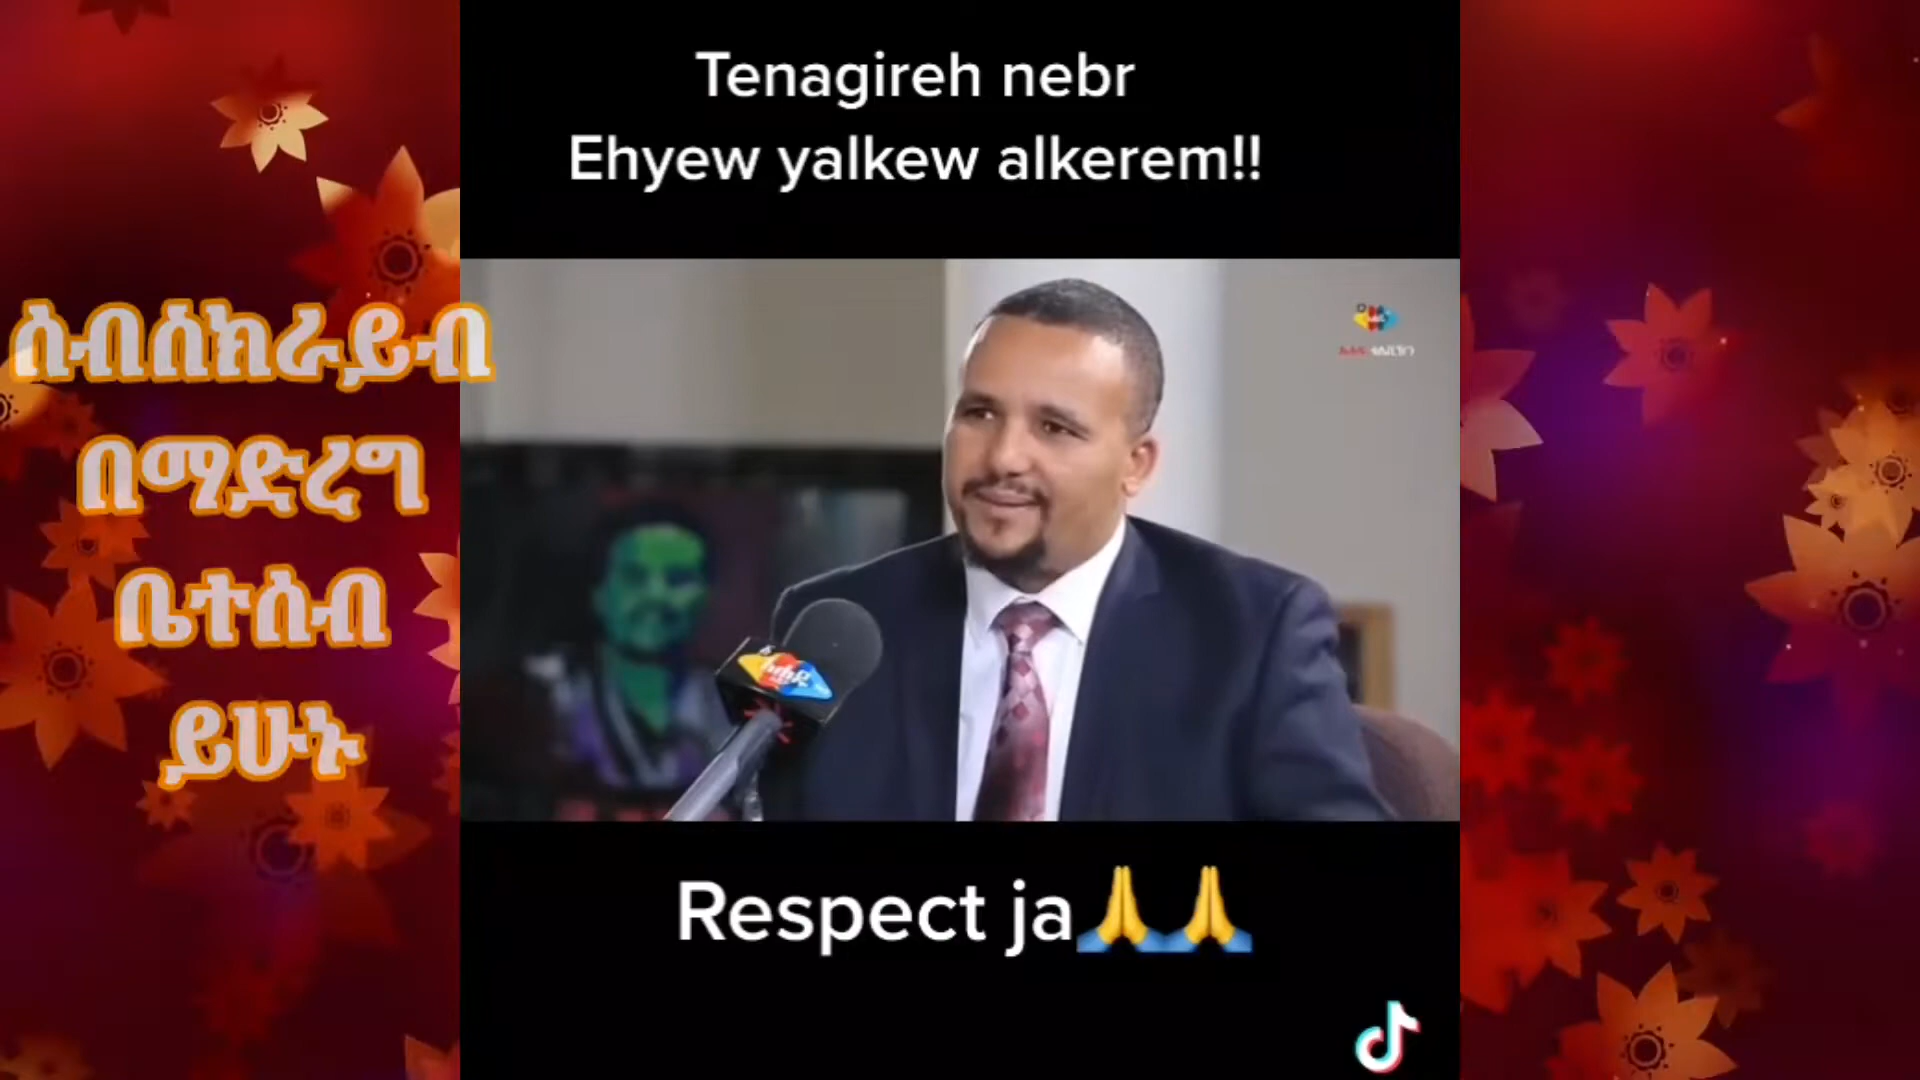 Tenagireh nebr
Ehyew yalkew alkerem!!
ሰብስክራይብ
በማድረግ
ቤተሰብ
ይሁኑ
Respect ja🙏🙏